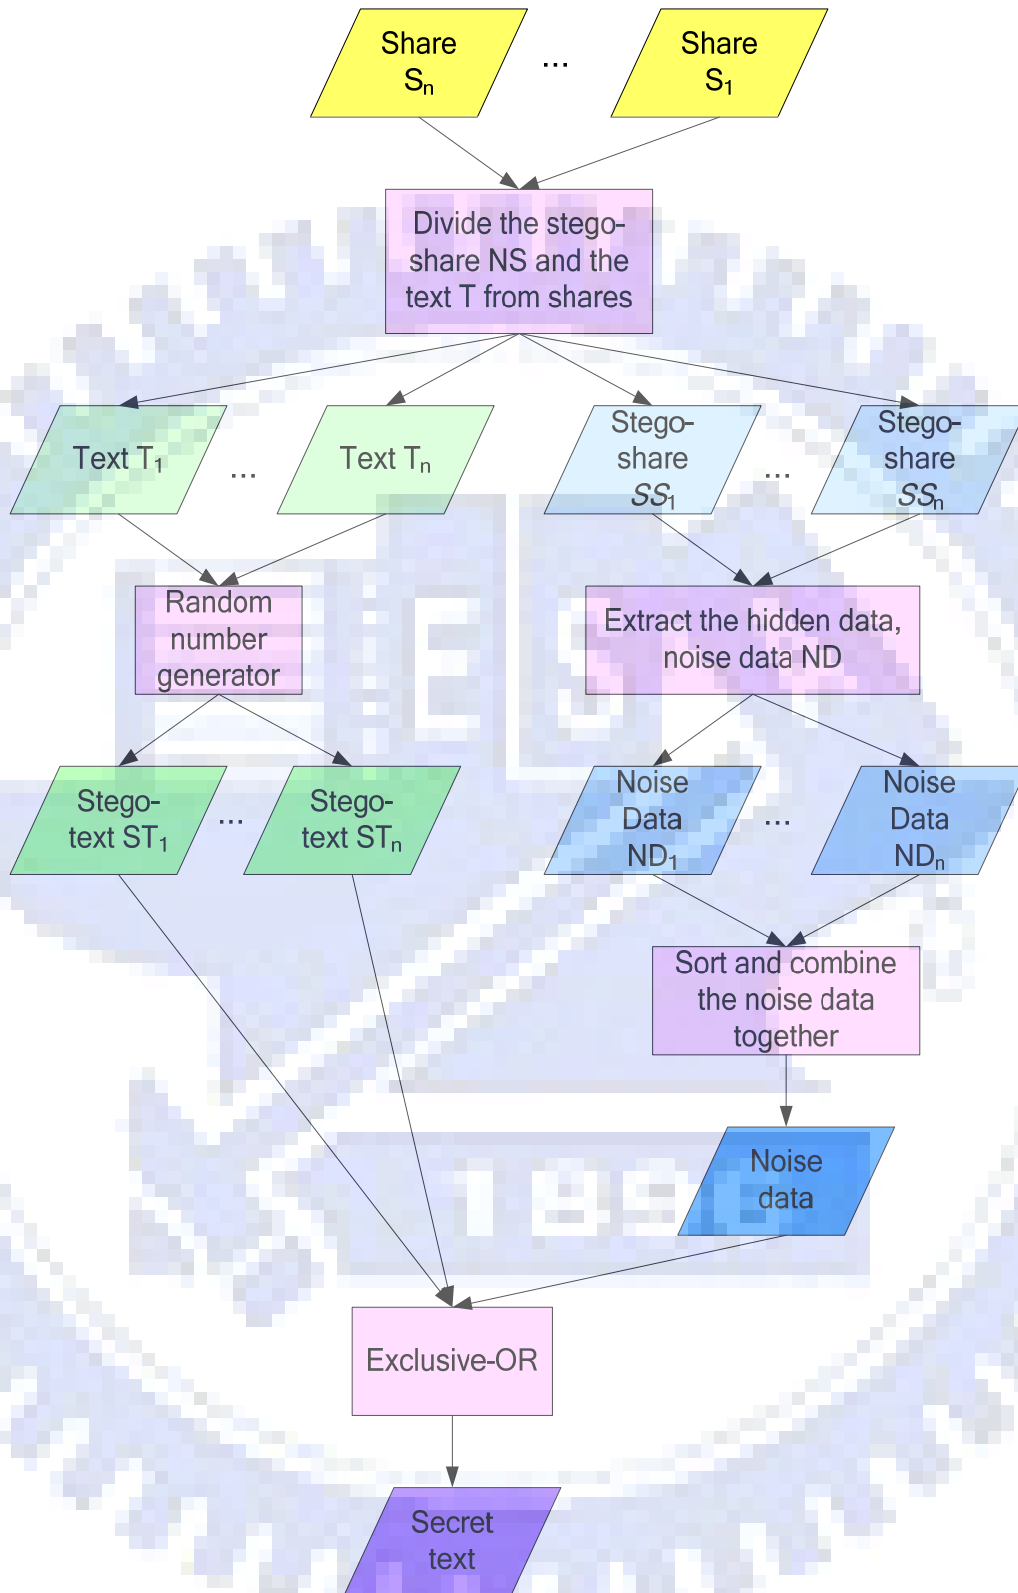 Share
Sₙ
...
Share
S₁
Divide the stego-
share NS and the
text T from shares
Text T₁
...
Text Tₙ
Stego-
share
SS₁
...
Stego-
share
SSₙ
Random
number
generator
Extract the hidden data,
noise data ND
Stego-
text ST₁
...
Stego-
text STₙ
Noise
Data
ND₁
...
Noise
Data
NDₙ
Sort and combine
the noise data
together
Noise
data
Exclusive-OR
Secret
text
1896